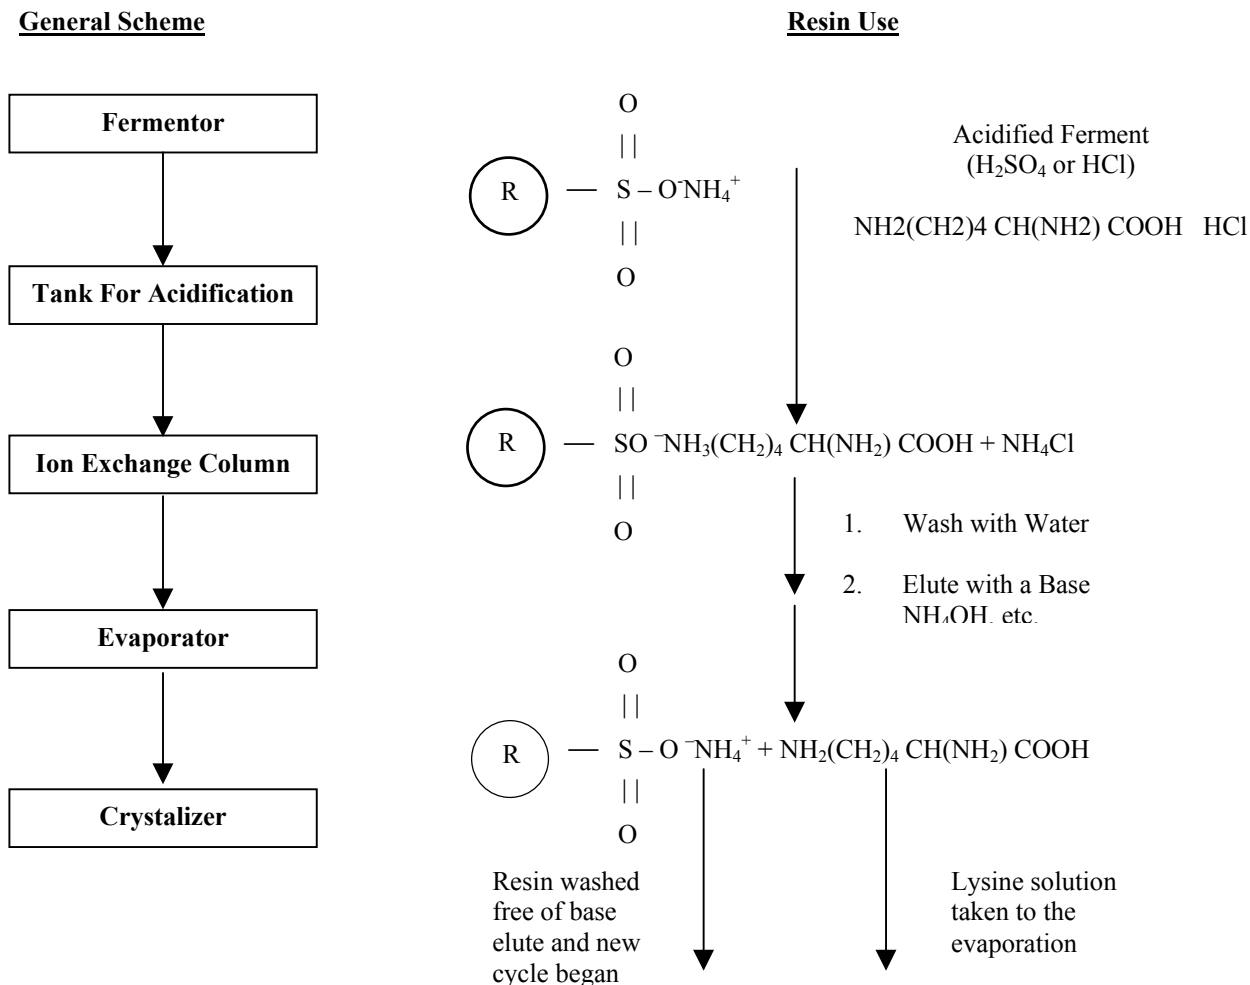 General Scheme
Resin Use
Fermentor
Tank For Acidification
Ion Exchange Column
Evaporator
Crystalizer
O
||
R — S – O⁻NH₄⁺
||
O
Acidified Ferment
(H₂SO₄ or HCl)
NH2(CH2)4 CH(NH2) COOH HCl
O
||
R — SO ⁻NH₃(CH₂)₄ CH(NH₂) COOH + NH₄Cl
||
O
1. Wash with Water
2. Elute with a Base
NH₄OH, etc.
O
||
R — S – O ⁻NH₄⁺ + NH₂(CH₂)₄ CH(NH₂) COOH
||
O
Resin washed
free of base
elute and new
cycle began
Lysine solution
taken to the
evaporation